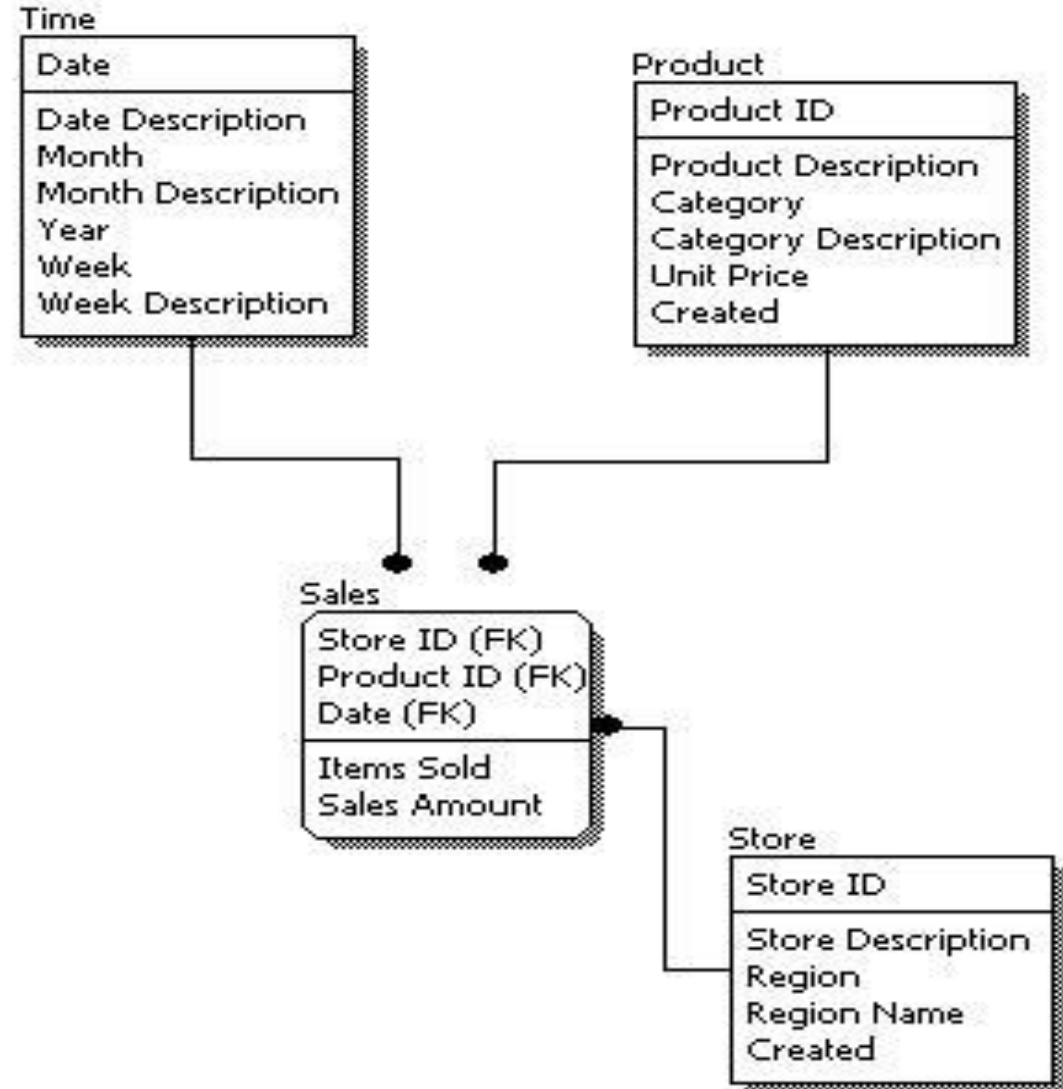 Time
Date
Date Description
Month
Month Description
Year
Week
Week Description
Product
Product ID
Product Description
Category
Category Description
Unit Price
Created
Sales
Store ID (FK)
Product ID (FK)
Date (FK)
Items Sold
Sales Amount
Store
Store ID
Store Description
Region
Region Name
Created